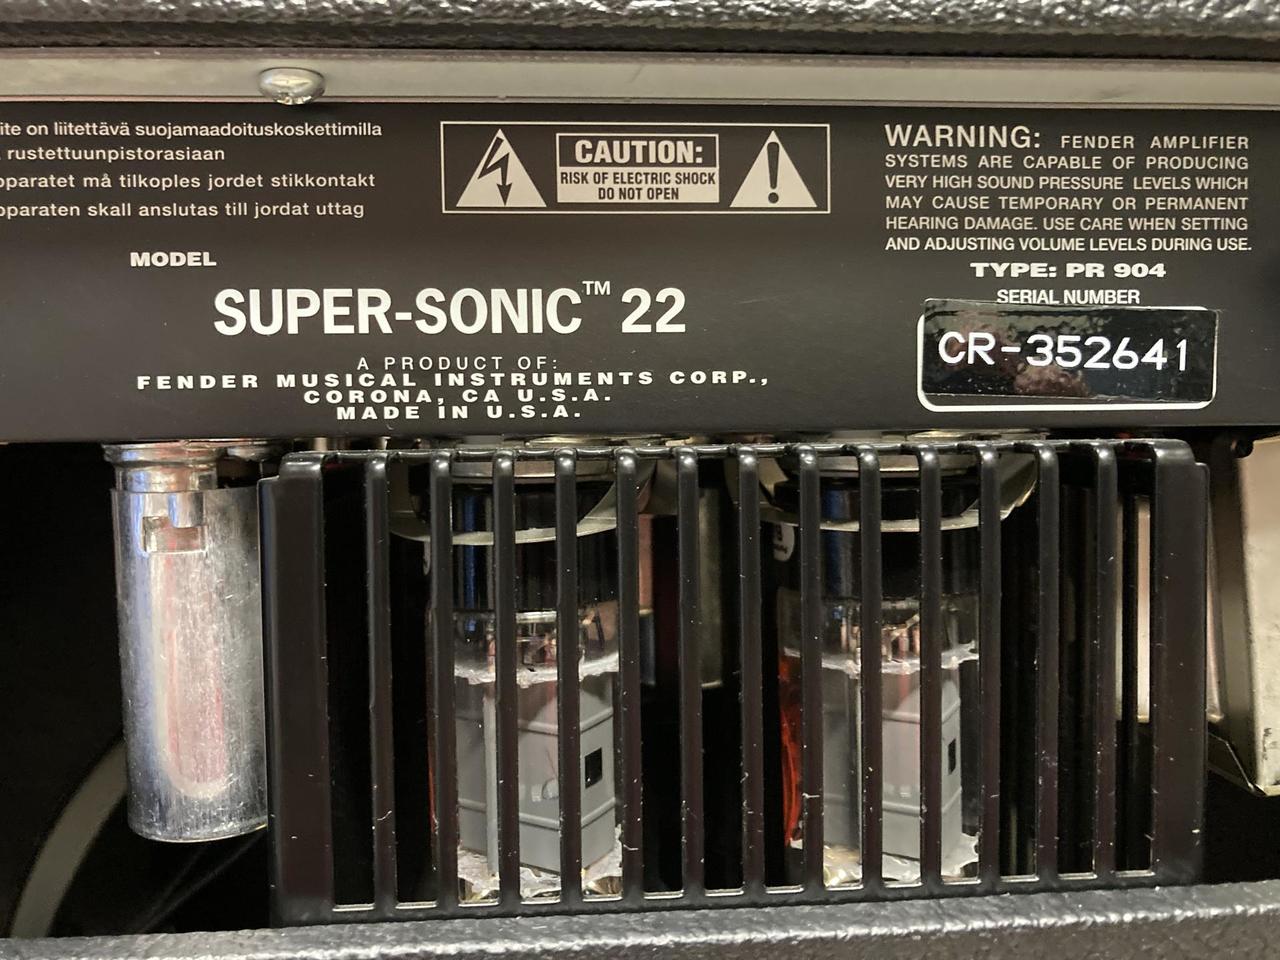 ite on liitettävä suojamaadoituskoskettimilla
rustettuunpistorasiaan
pparatet må tilkoples jordet stikkontakt
pparaten skall anslutas till jordat uttag
CAUTION:
RISK OF ELECTRIC SHOCK
DO NOT OPEN
WARNING: FENDER AMPLIFIER
SYSTEMS ARE CAPABLE OF PRODUCING
VERY HIGH SOUND PRESSURE LEVELS WHICH
MAY CAUSE TEMPORARY OR PERMANENT
HEARING DAMAGE. USE CARE WHEN SETTING
AND ADJUSTING VOLUME LEVELS DURING USE.
TYPE: PR 904
SERIAL NUMBER
CR-352641
MODEL
SUPER-SONIC™ 22
A PRODUCT OF:
FENDER MUSICAL INSTRUMENTS CORP.,
CORONA, CA U.S.A.
MADE IN U.S.A.